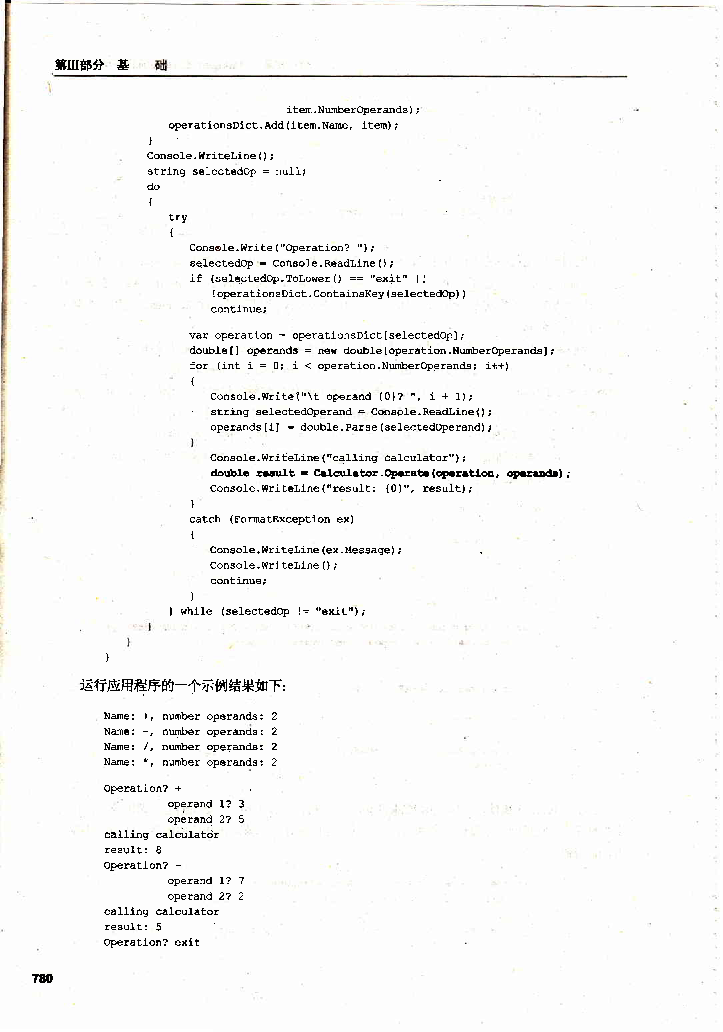 第III部分 基 础
item.NumberOperands);
operationsDict.Add(item.Name, item);
}
Console.WriteLine();
string selectedOp = null;
do
{
try
{
Console.Write("Operation? ");
selectedOp = Console.ReadLine();
if (selectedOp.ToLower() == "exit" ||
!operationsDict.ContainsKey(selectedOp))
continue;
var operation = operationsDict[selectedOp];
double[] operands = new double[operation.NumberOperands];
for (int i = 0; i < operation.NumberOperands; i++)
{
Console.Write("\t operand {0}? ", i + 1);
string selectedOperand = Console.ReadLine();
operands[i] = double.Parse(selectedOperand);
}
Console.WriteLine("calling calculator");
double result = Calculator.Operate(operation, operands);
Console.WriteLine("result: {0}", result);
}
catch (FormatException ex)
{
Console.WriteLine(ex.Message);
Console.WriteLine();
continue;
}
} while (selectedOp != "exit");
}
}
}
运行应用程序的一个示例结果如下:
Name: +, number operands: 2
Name: -, number operands: 2
Name: /, number operands: 2
Name: *, number operands: 2
Operation? +
operand 1? 3
operand 2? 5
calling calculator
result: 8
Operation? -
operand 1? 7
operand 2? 2
calling calculator
result: 5
Operation? exit
780